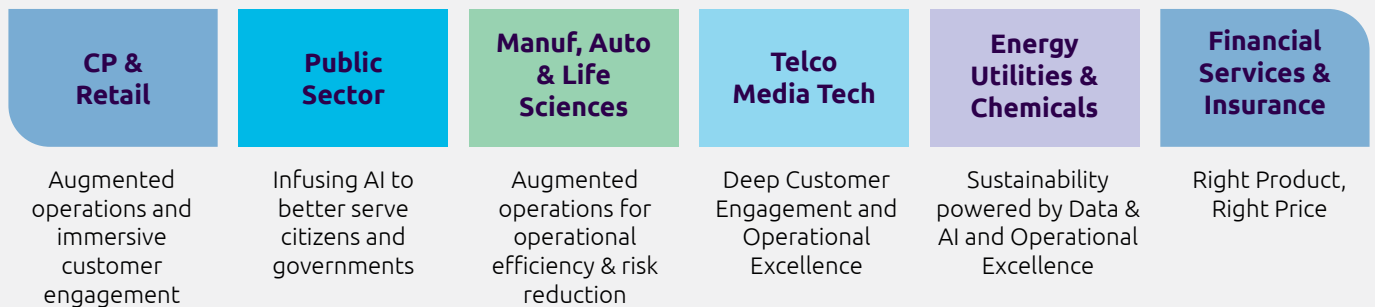 CP &
Retail
Augmented
operations and
immersive
customer
engagement
Public
Sector
Infusing AI to
better serve
citizens and
governments
Manuf, Auto
& Life
Sciences
Augmented
operations for
operational
efficiency & risk
reduction
Telco
Media Tech
Deep Customer
Engagement and
Operational
Excellence
Energy
Utilities &
Chemicals
Sustainability
powered by Data &
AI and Operational
Excellence
Financial
Services &
Insurance
Right Product,
Right Price